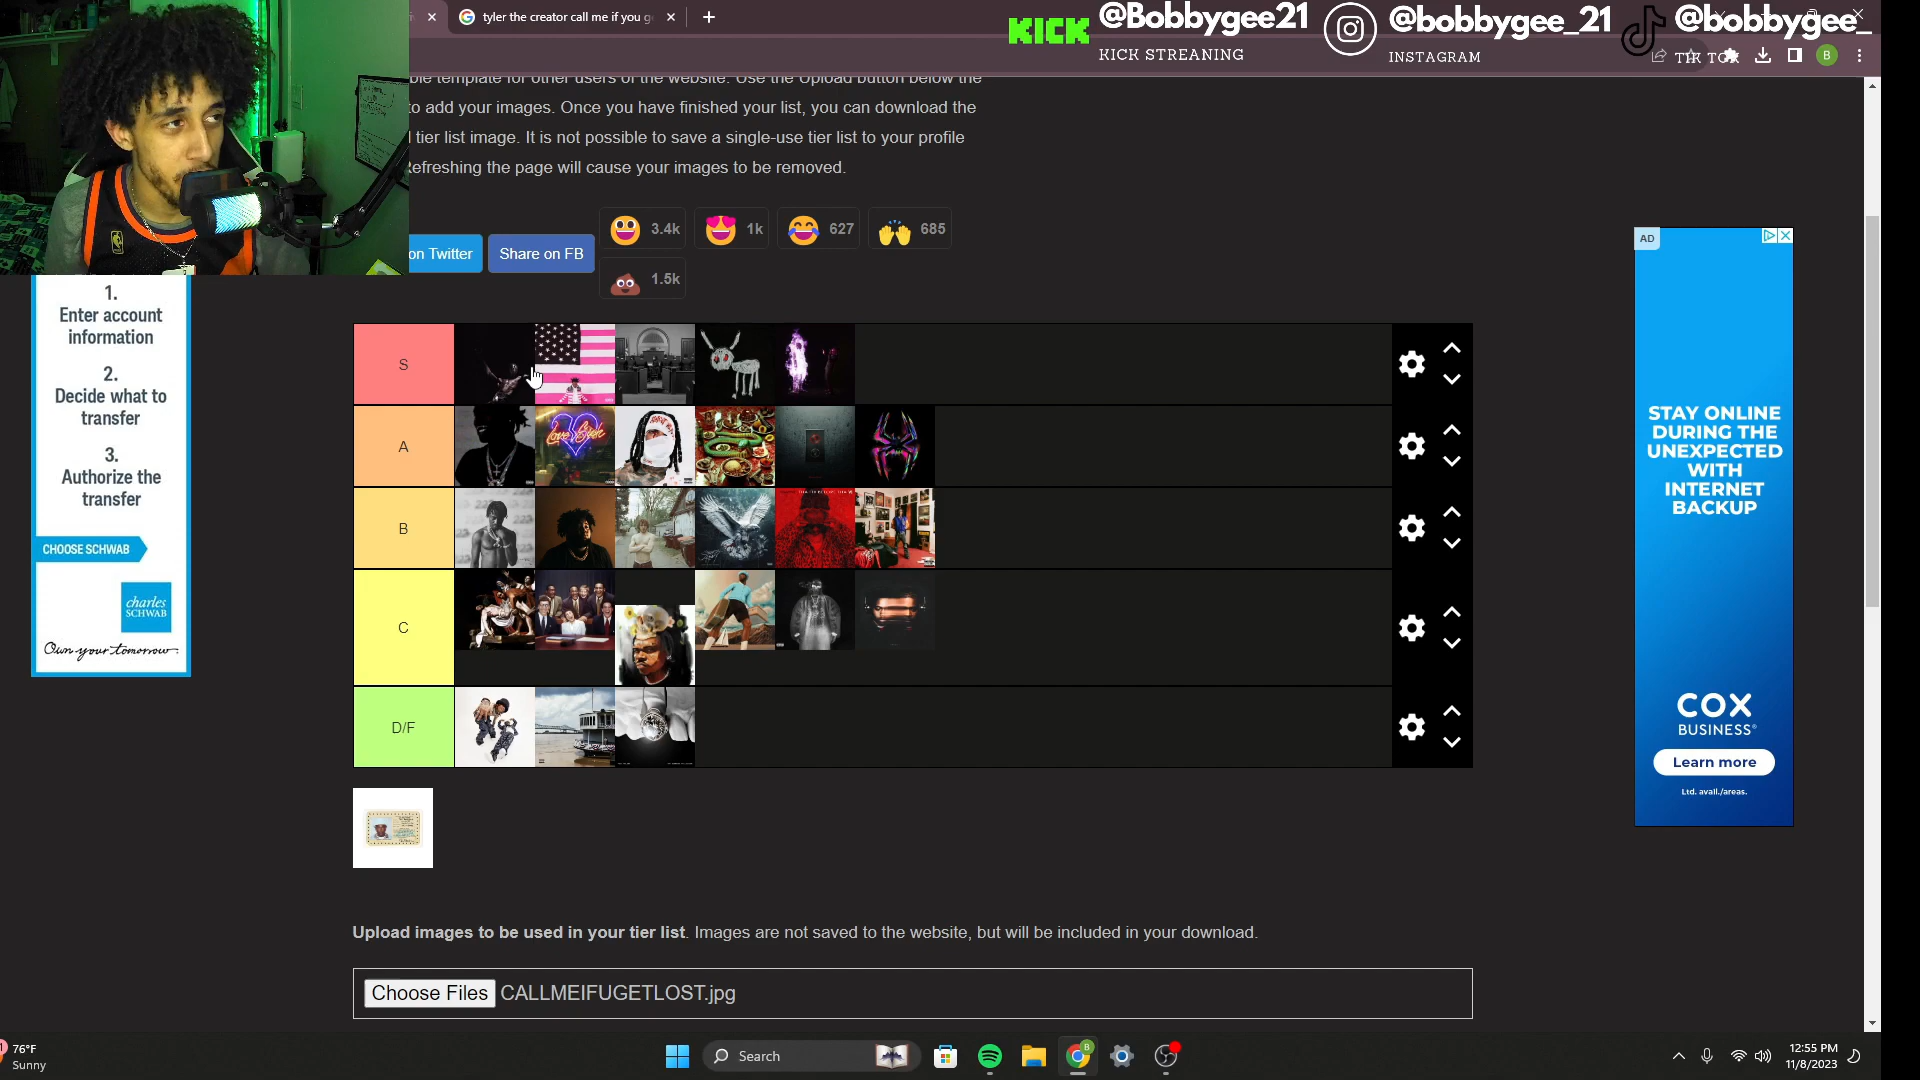 tyler the creator call me if you g
KICK
@Bobbygee21
KICK STREAMING
@bobbygee_21
INSTAGRAM
@bobbygee_
TIK TOK
B
ble template for other users of the website. Use the Upload button below the
to add your images. Once you have finished your list, you can download the
tier list image. It is not possible to save a single-use tier list to your profile
Refreshing the page will cause your images to be removed.
on Twitter
Share on FB
3.4k
1k
627
685
1.5k
1.
Enter account
information
2.
Decide what to
transfer
3.
Authorize the
transfer
CHOOSE SCHWAB
charles
SCHWAB
Own your tomorrow.
S
A
Love Sick
B
C
D/F
AD
STAY ONLINE
DURING THE
UNEXPECTED
WITH
INTERNET
BACKUP
COX
BUSINESS®
Learn more
Ltd. avail./areas.
Upload images to be used in your tier list. Images are not saved to the website, but will be included in your download.
Choose Files CALLMEIFUGETLOST.jpg
1
76°F
Sunny
Search
B
12:55 PM
11/8/2023